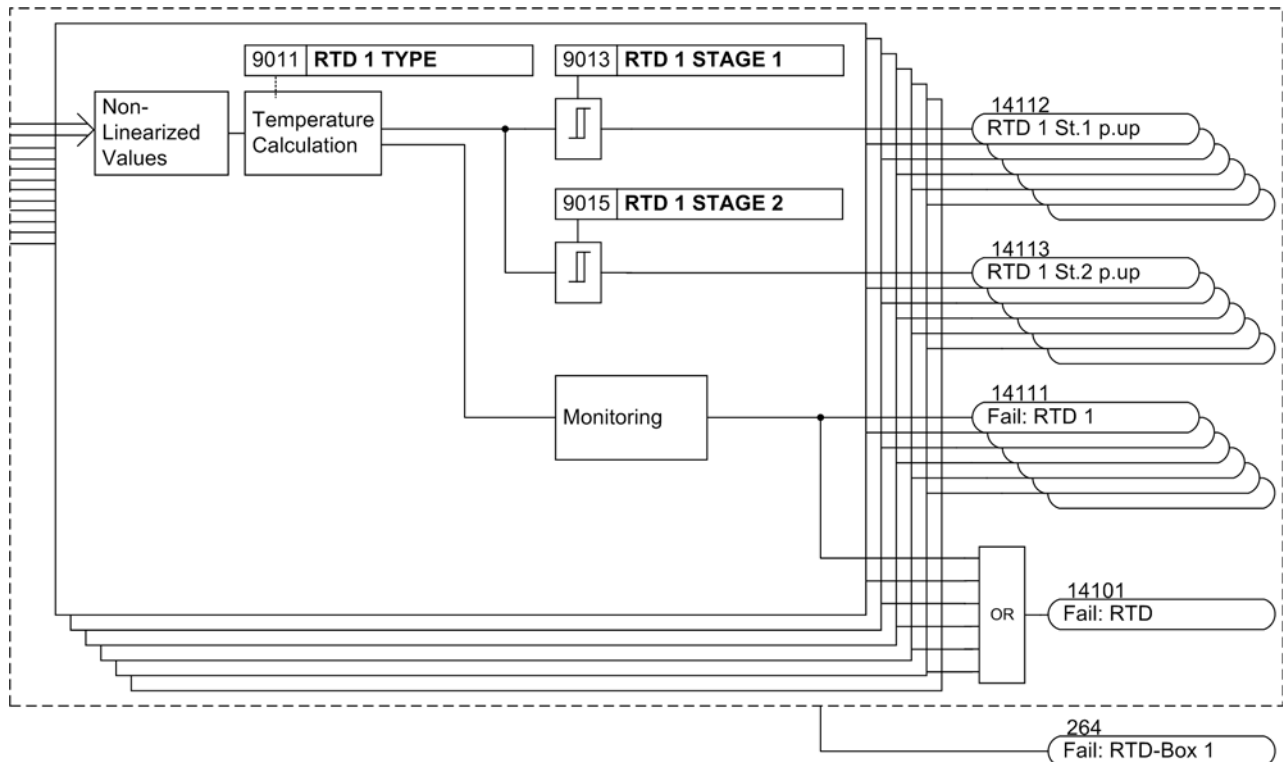 9011 RTD 1 TYPE
9013 RTD 1 STAGE 1
Non-
Linearized
Values
Temperature
Calculation
14112
RTD 1 St.1 p.up
9015 RTD 1 STAGE 2
14113
RTD 1 St.2 p.up
Monitoring
14111
Fail: RTD 1
OR
14101
Fail: RTD
264
Fail: RTD-Box 1